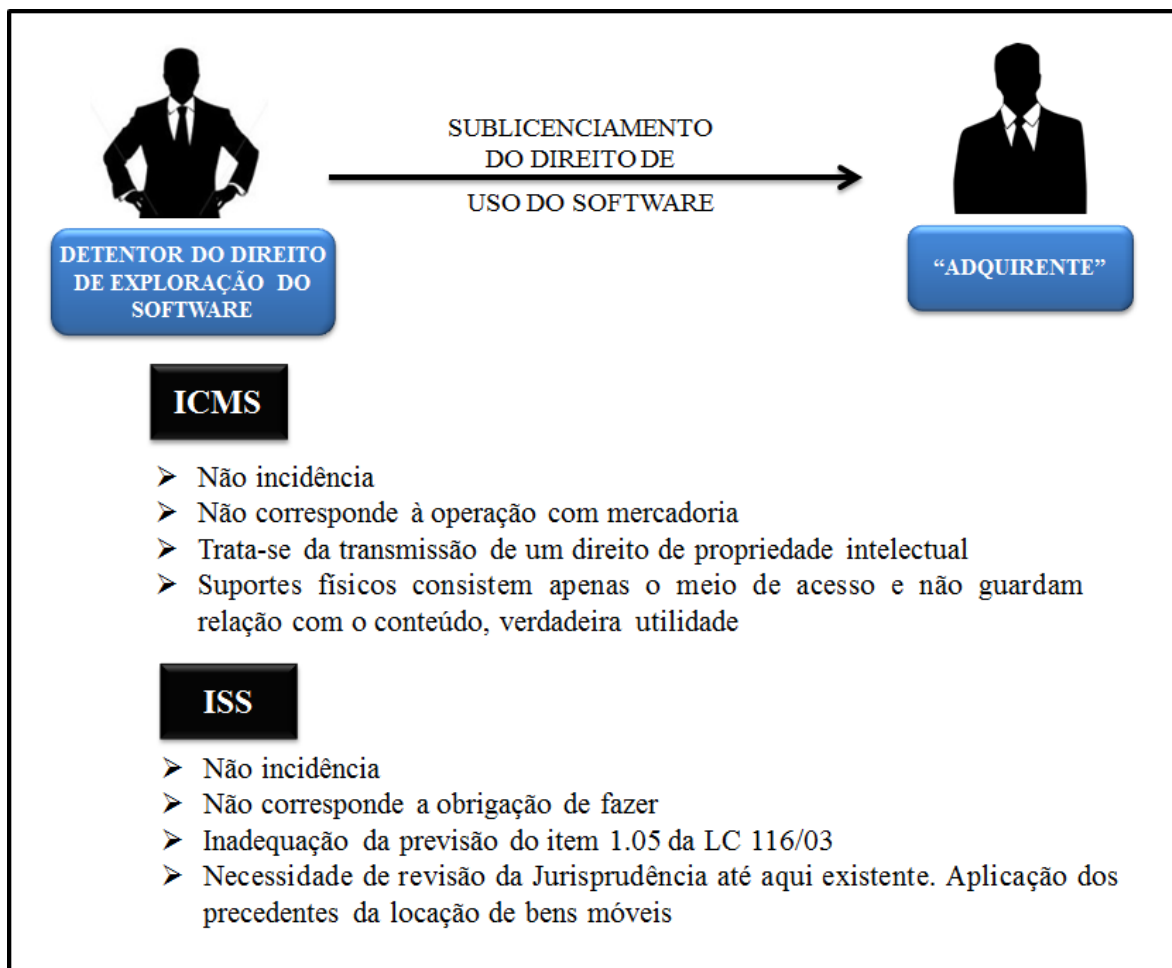 SUBLICENCIAMENTO
DO DIREITO DE
USO DO SOFTWARE
DETENTOR DO DIREITO
DE EXPLORAÇÃO DO
SOFTWARE
“ADQUIRENTE”
ICMS
➢ Não incidência
➢ Não corresponde à operação com mercadoria
➢ Trata-se da transmissão de um direito de propriedade intelectual
➢ Suportes físicos consistem apenas o meio de acesso e não guardam
relação com o conteúdo, verdadeira utilidade
ISS
➢ Não incidência
➢ Não corresponde a obrigação de fazer
➢ Inadequação da previsão do item 1.05 da LC 116/03
➢ Necessidade de revisão da Jurisprudência até aqui existente. Aplicação dos
precedentes da locação de bens móveis